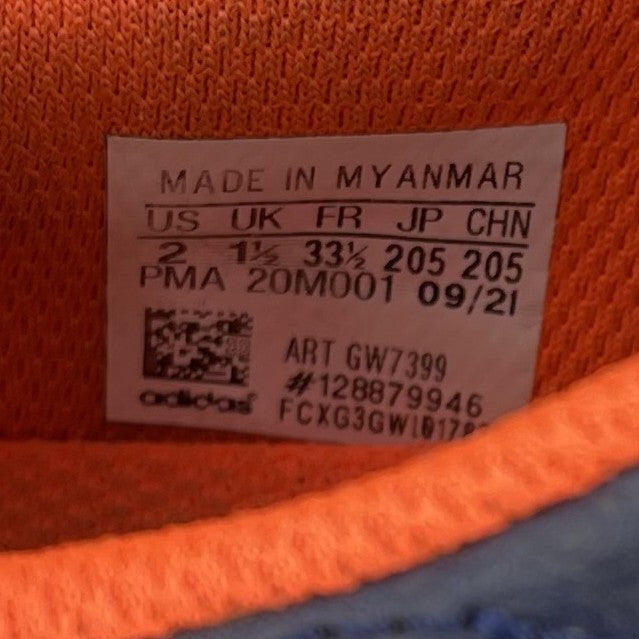 MADE IN MYANMAR
US UK FR JP CHN
2 1½ 33½ 205 205
PMA 20M001 09/21
ART GW7399
#128879946
adidas